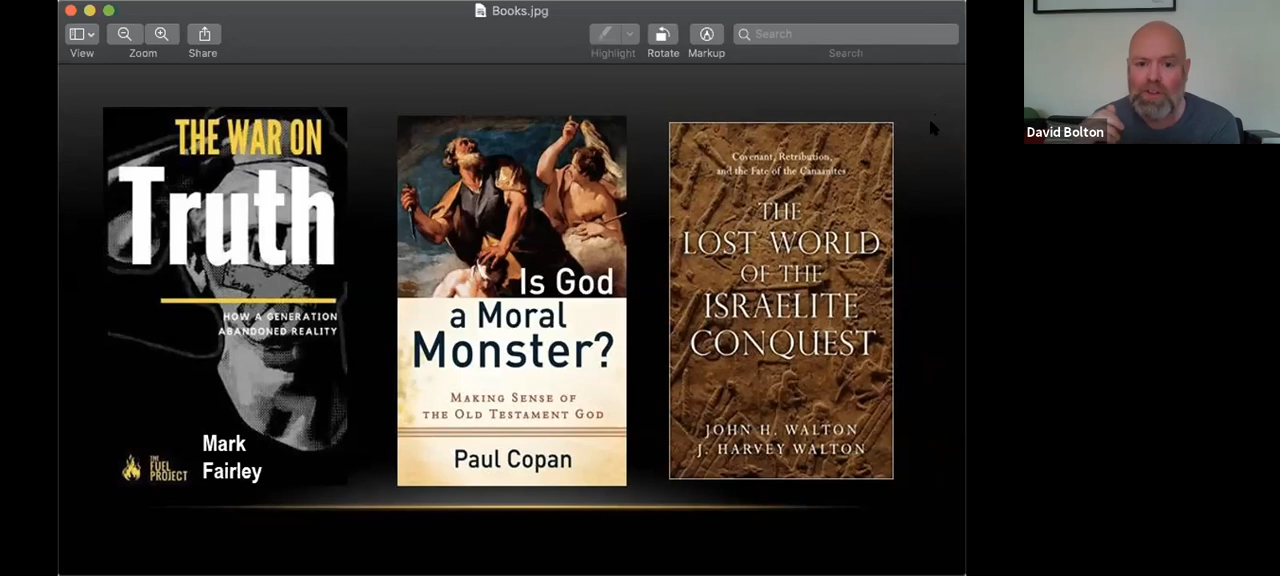 Books.jpg
View
Zoom
Share
Highlight
Rotate
Markup
Search
Search
THE WAR ON
Truth
HOW A GENERATION
ABANDONED REALITY
THE
FUEL
PROJECT
Mark
Fairley
Is God
a Moral
Monster?
MAKING SENSE OF
THE OLD TESTAMENT GOD
Paul Copan
Covenant, Retribution,
and the Fate of the Canaanites
THE
LOST WORLD
OF THE
ISRAELITE
CONQUEST
JOHN H. WALTON
J. HARVEY WALTON
David Bolton